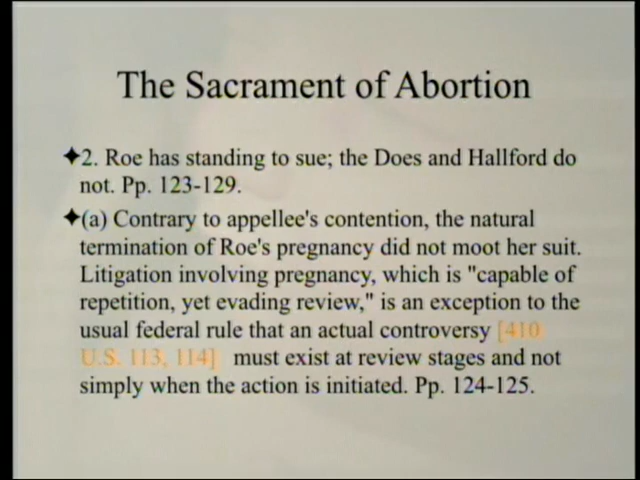 The Sacrament of Abortion
2. Roe has standing to sue; the Does and Hallford do
not. Pp. 123-129.
(a) Contrary to appellee's contention, the natural
termination of Roe's pregnancy did not moot her suit.
Litigation involving pregnancy, which is "capable of
repetition, yet evading review," is an exception to the
usual federal rule that an actual controversy [410
U.S. 113, 114] must exist at review stages and not
simply when the action is initiated. Pp. 124-125.